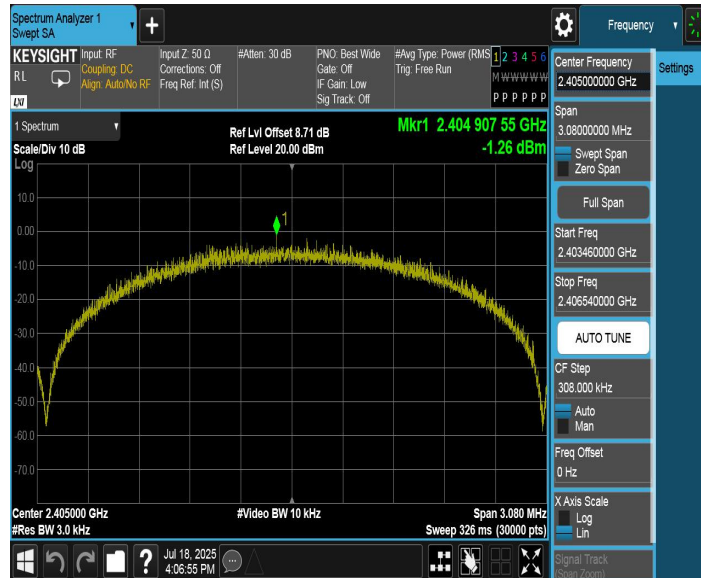 Spectrum Analyzer 1
Swept SA
+
Frequency
KEYSIGHT
R L
LXI
Input: RF
Coupling: DC
Align: Auto/No RF
Input Z: 50 Ω
Corrections: Off
Freq Ref: Int (S)
#Atten: 30 dB
PNO: Best Wide
Gate: Off
IF Gain: Low
Sig Track: Off
#Avg Type: Power (RMS
Trig: Free Run
1 2 3 4 5 6
M W W W W W
P P P P P P
1 Spectrum
Scale/Div 10 dB
Log
Ref Lvl Offset 8.71 dB
Ref Level 20.00 dBm
Mkr1 2.404 907 55 GHz
-1.26 dBm
10.0
0.00
-10.0
-20.0
-30.0
-40.0
-50.0
-60.0
-70.0
1
Center 2.405000 GHz
#Res BW 3.0 kHz
#Video BW 10 kHz
Span 3.080 MHz
Sweep 326 ms (30000 pts)
?
Jul 18, 2025
4:06:55 PM
Center Frequency
2.405000000 GHz
Settings
Span
3.08000000 MHz
Swept Span
Zero Span
Full Span
Start Freq
2.403460000 GHz
Stop Freq
2.406540000 GHz
AUTO TUNE
CF Step
308.000 kHz
Auto
Man
Freq Offset
0 Hz
X Axis Scale
Log
Lin
Signal Track
(Span Zoom)